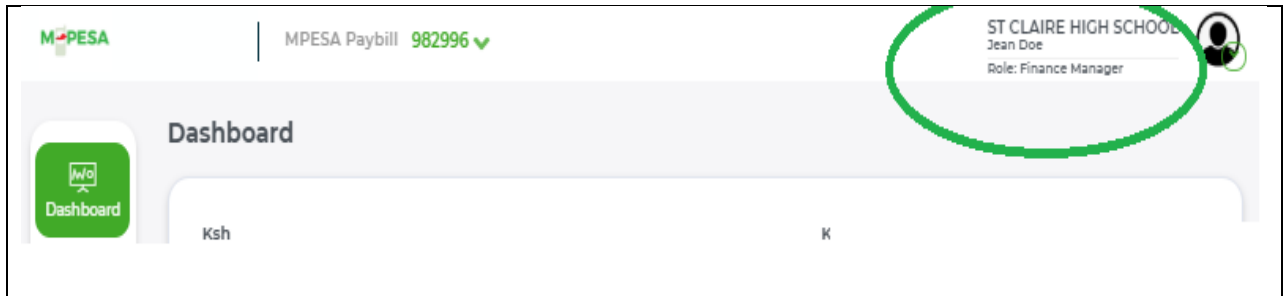 M-PESA
MPESA Paybill 982996
ST CLAIRE HIGH SCHOOL
Jean Doe
Role: Finance Manager
Dashboard
Dashboard
Ksh
K